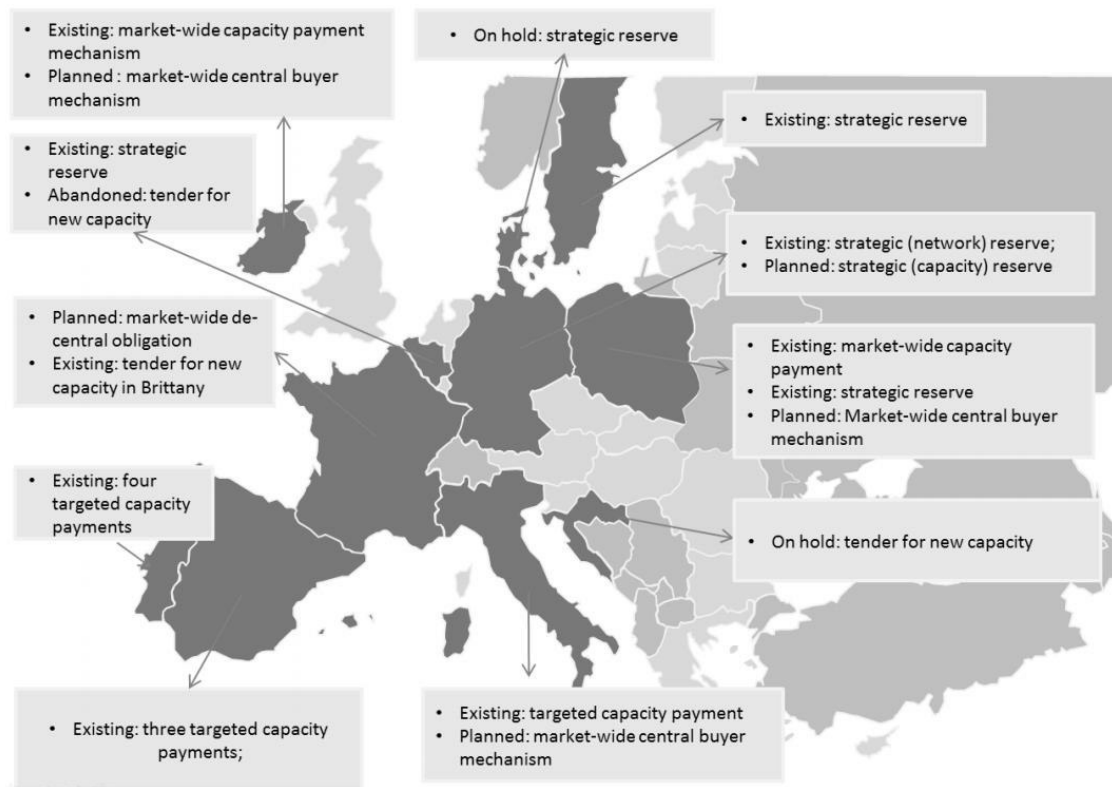 • Existing: market-wide capacity payment
mechanism
• Planned : market-wide central buyer
mechanism
• On hold: strategic reserve
• Existing: strategic
reserve
• Abandoned: tender for
new capacity
• Existing: strategic reserve
• Existing: strategic (network) reserve;
• Planned: strategic (capacity) reserve
• Planned: market-wide de-
central obligation
• Existing: tender for new
capacity in Brittany
• Existing: market-wide capacity
payment
• Existing: strategic reserve
• Planned: Market-wide central buyer
mechanism
• Existing: four
targeted capacity
payments
• On hold: tender for new capacity
• Existing: three targeted capacity
payments;
• Existing: targeted capacity payment
• Planned: market-wide central buyer
mechanism